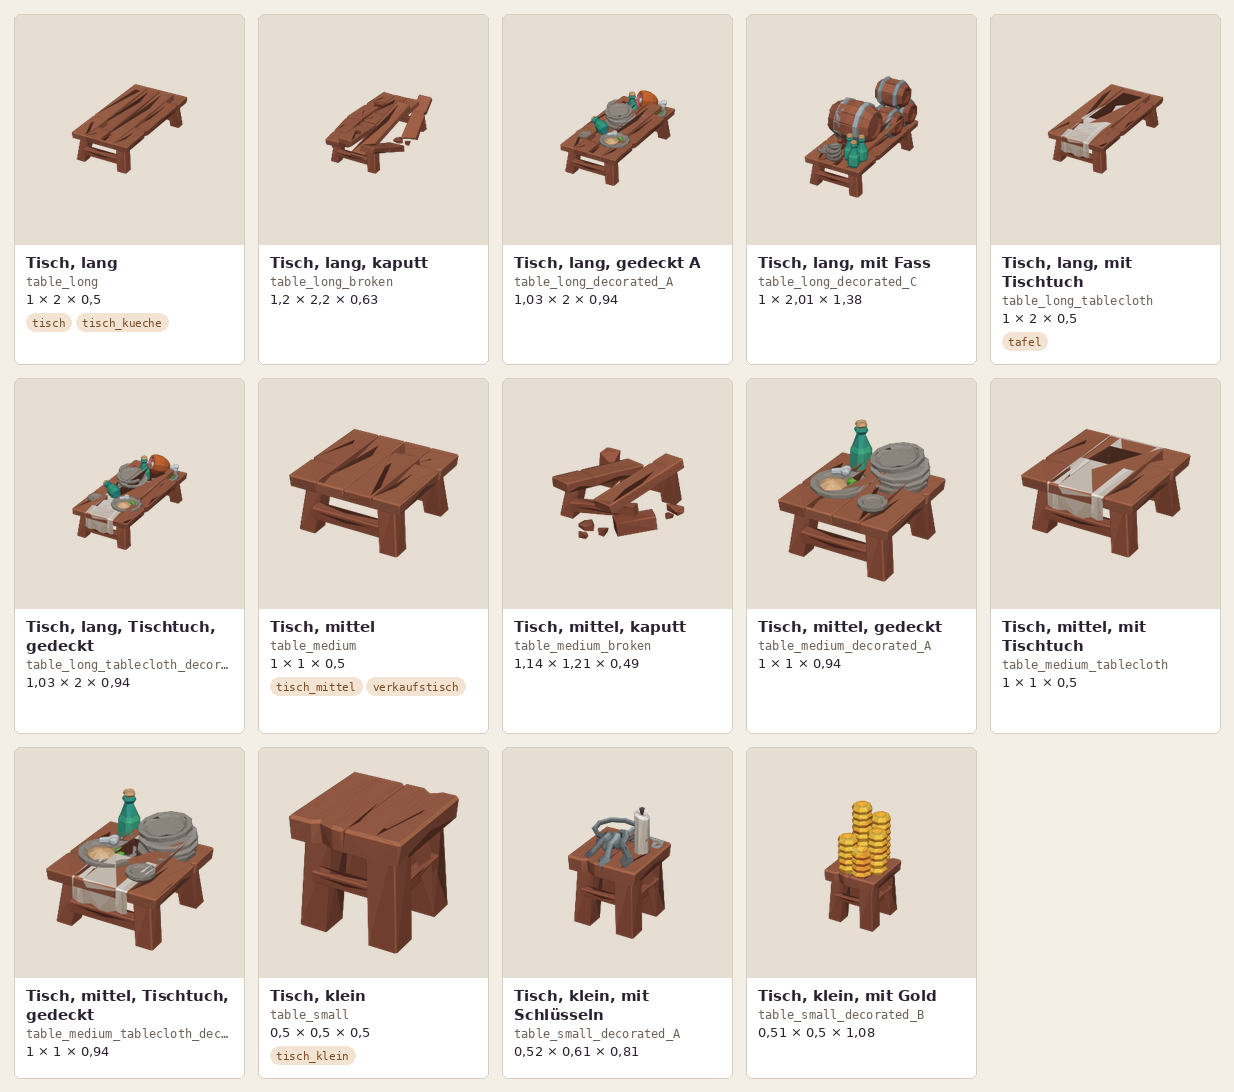 Tisch, lang
table_long
1 × 2 × 0,5
tisch tisch_kueche
Tisch, lang, kaputt
table_long_broken
1,2 × 2,2 × 0,63
Tisch, lang, gedeckt A
table_long_decorated_A
1,03 × 2 × 0,94
Tisch, lang, mit Fass
table_long_decorated_C
1 × 2,01 × 1,38
Tisch, lang, mit
Tischtuch
table_long_tablecloth
1 × 2 × 0,5
tafel
Tisch, lang, Tischtuch,
gedeckt
table_long_tablecloth_decor…
1,03 × 2 × 0,94
Tisch, mittel
table_medium
1 × 1 × 0,5
tisch_mittel verkaufstisch
Tisch, mittel, kaputt
table_medium_broken
1,14 × 1,21 × 0,49
Tisch, mittel, gedeckt
table_medium_decorated_A
1 × 1 × 0,94
Tisch, mittel, mit
Tischtuch
table_medium_tablecloth
1 × 1 × 0,5
Tisch, mittel, Tischtuch,
gedeckt
table_medium_tablecloth_dec…
1 × 1 × 0,94
Tisch, klein
table_small
0,5 × 0,5 × 0,5
tisch_klein
Tisch, klein, mit
Schlüsseln
table_small_decorated_A
0,52 × 0,61 × 0,81
Tisch, klein, mit Gold
table_small_decorated_B
0,51 × 0,5 × 1,08